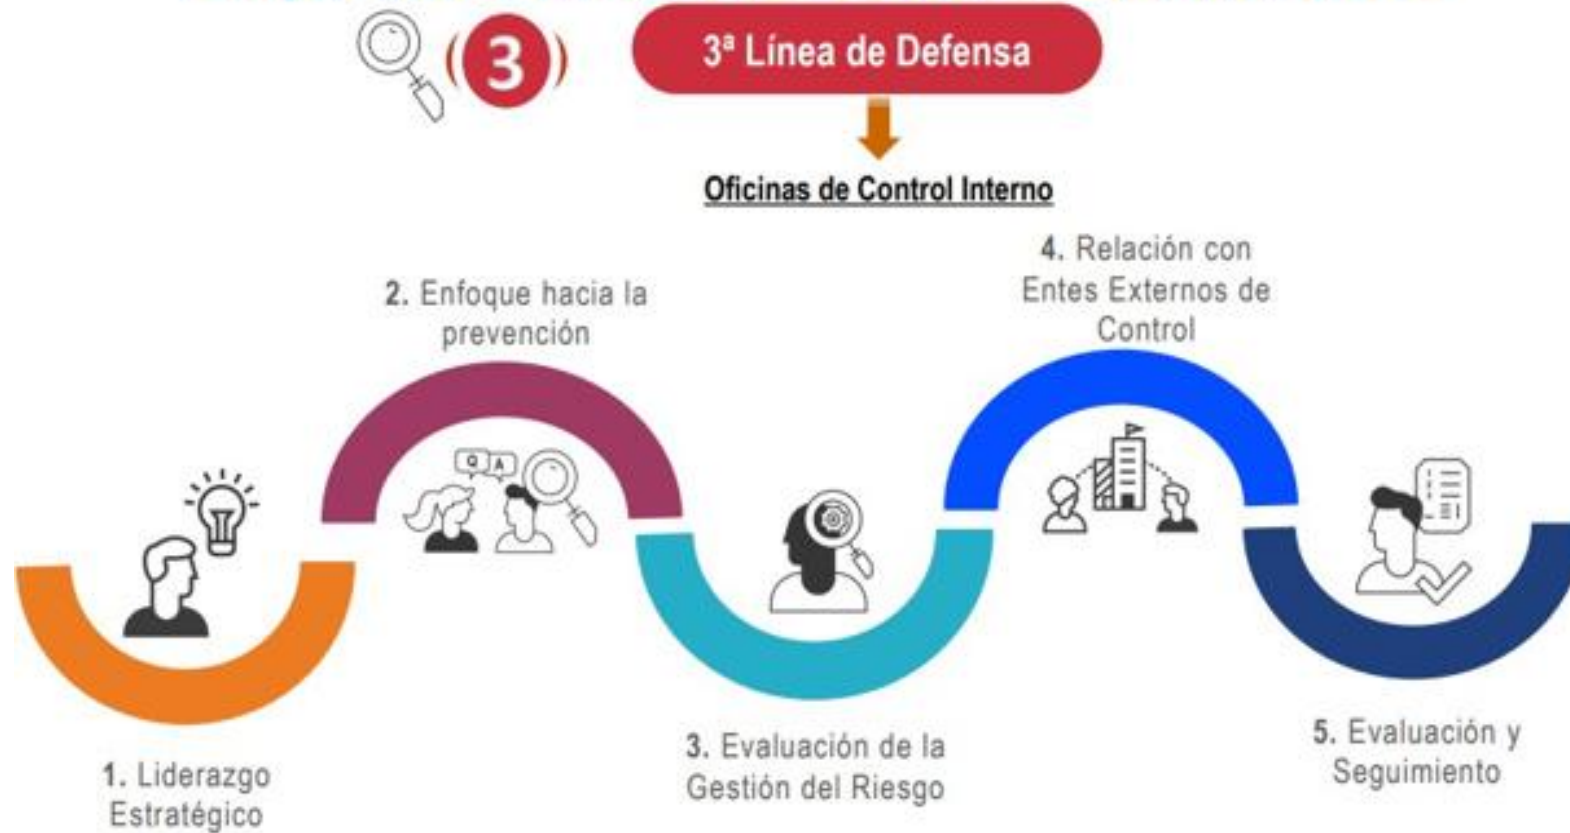 3
3ª Línea de Defensa
Oficinas de Control Interno
4. Relación con
Entes Externos de
Control
2. Enfoque hacia la
prevención
Q A
3. Evaluación de la
Gestión del Riesgo
5. Evaluación y
Seguimiento
1. Liderazgo
Estratégico